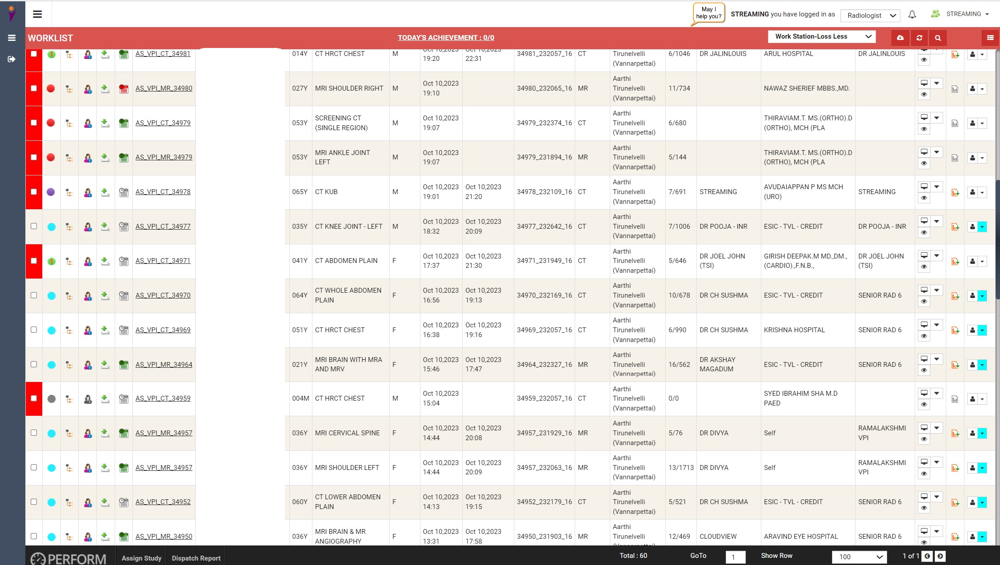 May I
help you?
STREAMING you have logged in as
Radiologist
STREAMING
WORKLIST
TODAY'S ACHIEVEMENT : 0/0
Work Station-Loss Less
AS_VPI_CT_34981 014Y CT HRCT CHEST M Oct 10,2023 19:20 Oct 10,2023 22:31 34981_232057_16 CT Tirunelvelli (Vannarpettai) 6/1046 DR JALINLOUIS ARUL HOSPITAL DR JALINLOUIS
AS_VPI_MR_34980 027Y MRI SHOULDER RIGHT M Oct 10,2023 19:10 34980_232065_16 MR Aarthi Tirunelvelli (Vannarpettai) 11/734 NAWAZ SHERIEF MBBS.,MD.
AS_VPI_CT_34979 053Y SCREENING CT (SINGLE REGION) M Oct 10,2023 19:07 34979_232374_16 CT Aarthi Tirunelvelli (Vannarpettai) 6/680 THIRAVIAM.T. MS.(ORTHO).D (ORTHO), MCH (PLA
AS_VPI_MR_34979 053Y MRI ANKLE JOINT LEFT M Oct 10,2023 19:07 34979_231894_16 MR Aarthi Tirunelvelli (Vannarpettai) 5/144 THIRAVIAM.T. MS.(ORTHO).D (ORTHO), MCH (PLA
AS_VPI_CT_34978 065Y CT KUB M Oct 10,2023 19:01 Oct 10,2023 21:20 34978_232109_16 CT Aarthi Tirunelvelli (Vannarpettai) 7/691 STREAMING AVUDAIAPPAN P MS MCH (URO) STREAMING
AS_VPI_CT_34977 035Y CT KNEE JOINT - LEFT M Oct 10,2023 18:32 Oct 10,2023 20:09 34977_232642_16 CT Aarthi Tirunelvelli (Vannarpettai) 7/1006 DR POOJA - INR ESIC - TVL - CREDIT DR POOJA - INR
AS_VPI_CT_34971 041Y CT ABDOMEN PLAIN F Oct 10,2023 17:37 Oct 10,2023 21:30 34971_231949_16 CT Aarthi Tirunelvelli (Vannarpettai) 5/646 DR JOEL JOHN (TSI) GIRISH DEEPAK.M MD.,DM., (CARDIO).,F.N.B., DR JOEL JOHN (TSI)
AS_VPI_CT_34970 064Y CT WHOLE ABDOMEN PLAIN F Oct 10,2023 16:56 Oct 10,2023 19:13 34970_232169_16 CT Aarthi Tirunelvelli (Vannarpettai) 10/678 DR CH SUSHMA ESIC - TVL - CREDIT SENIOR RAD 6
AS_VPI_CT_34969 051Y CT HRCT CHEST F Oct 10,2023 16:38 Oct 10,2023 19:16 34969_232057_16 CT Aarthi Tirunelvelli (Vannarpettai) 6/990 DR CH SUSHMA KRISHNA HOSPITAL SENIOR RAD 6
AS_VPI_MR_34964 021Y MRI BRAIN WITH MRA AND MRV F Oct 10,2023 15:46 Oct 10,2023 17:47 34964_232327_16 MR Aarthi Tirunelvelli (Vannarpettai) 16/562 DR AKSHAY MAGADUM ESIC - TVL - CREDIT SENIOR RAD 6
AS_VPI_CT_34959 004M CT HRCT CHEST M Oct 10,2023 15:04 34959_232057_16 CT Aarthi Tirunelvelli (Vannarpettai) 0/0 SYED IBRAHIM SHA M.D PAED
AS_VPI_MR_34957 036Y MRI CERVICAL SPINE F Oct 10,2023 14:44 Oct 10,2023 20:08 34957_231929_16 MR Aarthi Tirunelvelli (Vannarpettai) 5/76 DR DIVYA Self RAMALAKSHMI VPI
AS_VPI_MR_34957 036Y MRI SHOULDER LEFT F Oct 10,2023 14:44 Oct 10,2023 20:09 34957_232063_16 MR Aarthi Tirunelvelli (Vannarpettai) 13/1713 DR DIVYA Self RAMALAKSHMI VPI
AS_VPI_CT_34952 060Y CT LOWER ABDOMEN PLAIN F Oct 10,2023 14:13 Oct 10,2023 19:15 34952_232179_16 CT Aarthi Tirunelvelli (Vannarpettai) 5/521 DR CH SUSHMA ESIC - TVL - CREDIT SENIOR RAD 6
AS_VPI_MR_34950 036Y MRI BRAIN & MR ANGIOGRAPHY F Oct 10,2023 13:31 Oct 10,2023 17:58 34950_231903_16 MR Aarthi Tirunelvelli 12/469 CLOUDVIEW ARAVIND EYE HOSPITAL SENIOR RAD 6
PERFORM Assign Study Dispatch Report Total : 60 GoTo 1 Show Row 100 1 of 1